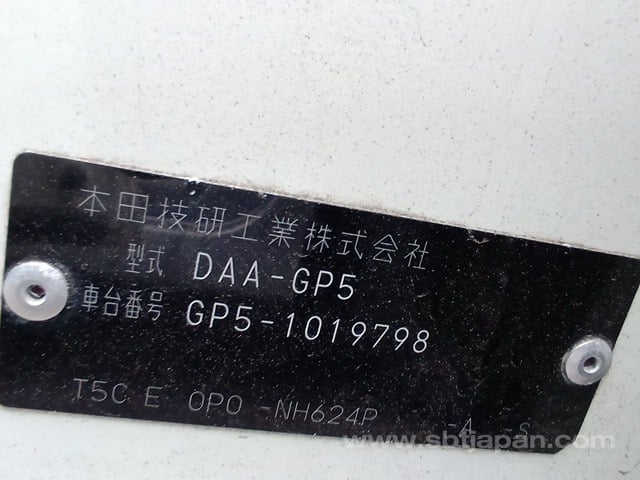 本田技研工業株式会社
型式 DAA-GP5
車台番号 GP5-1019798
T5C E 0P0 -NH624P -4 -S
www.sbtjapan.com